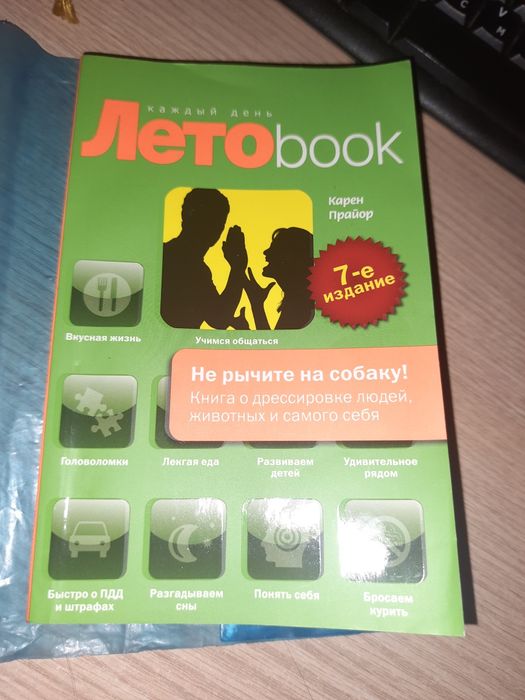 каждый день
Летоbook
Карен
Прайор
7-е
издание
Вкусная жизнь
Учимся общаться
Не рычите на собаку!
Книга о дрессировке людей,
животных и самого себя
Головоломки
Лекгая еда
Развиваем
детей
Удивительное
рядом
Быстро о ПДД
и штрафах
Разгадываем
сны
Понять себя
Бросаем
курить